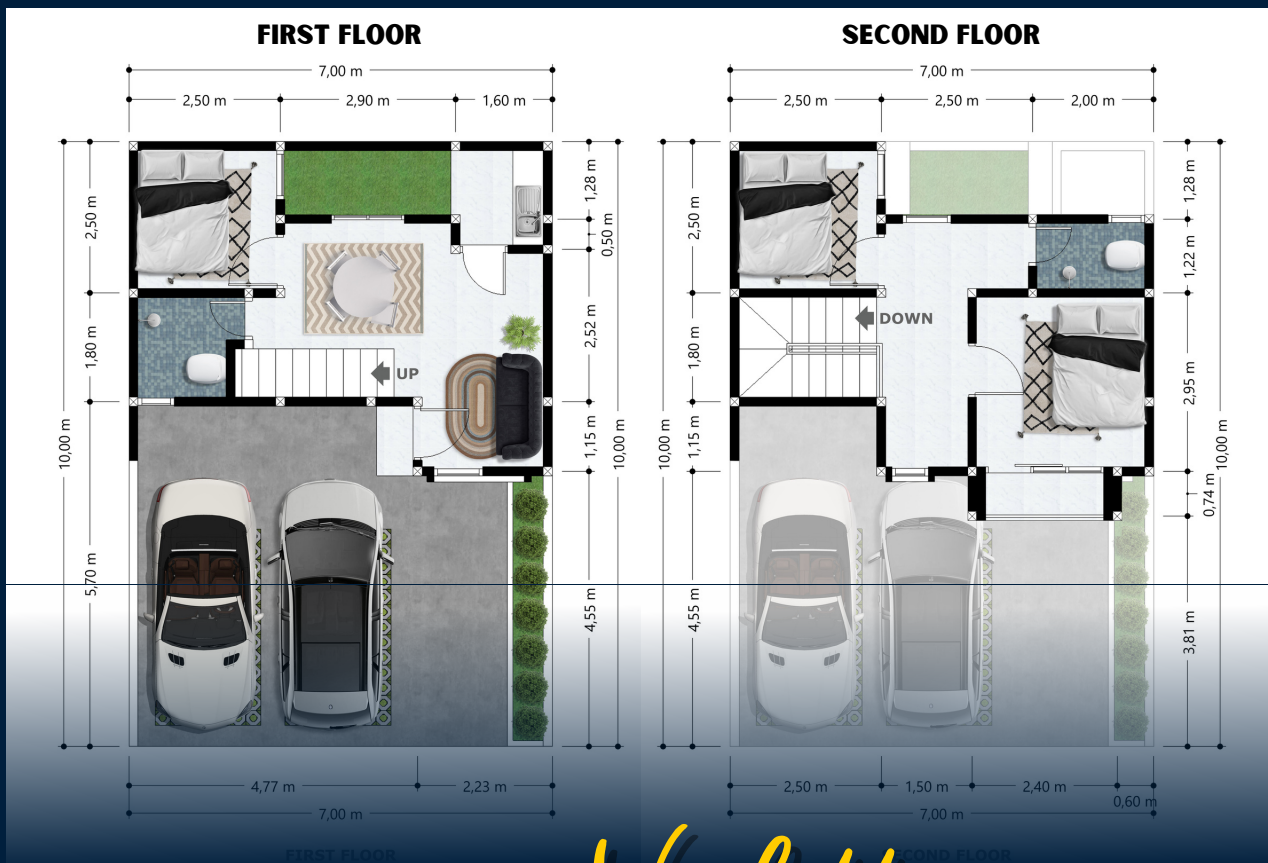 FIRST FLOOR
7,00 m
2,50 m 2,90 m 1,60 m
10,00 m
2,50 m
1,80 m
5,70 m
UP
1,28 m
0,50 m
2,52 m
1,15 m
4,55 m
10,00 m
4,77 m 2,23 m
7,00 m
FIRST FLOOR
SECOND FLOOR
7,00 m
2,50 m 2,50 m 2,00 m
10,00 m
2,50 m
1,80 m
1,15 m
4,55 m
DOWN
1,28 m
1,22 m
2,95 m
0,74 m
3,81 m
10,00 m
2,50 m 1,50 m 2,40 m 0,60 m
7,00 m
SECOND FLOOR